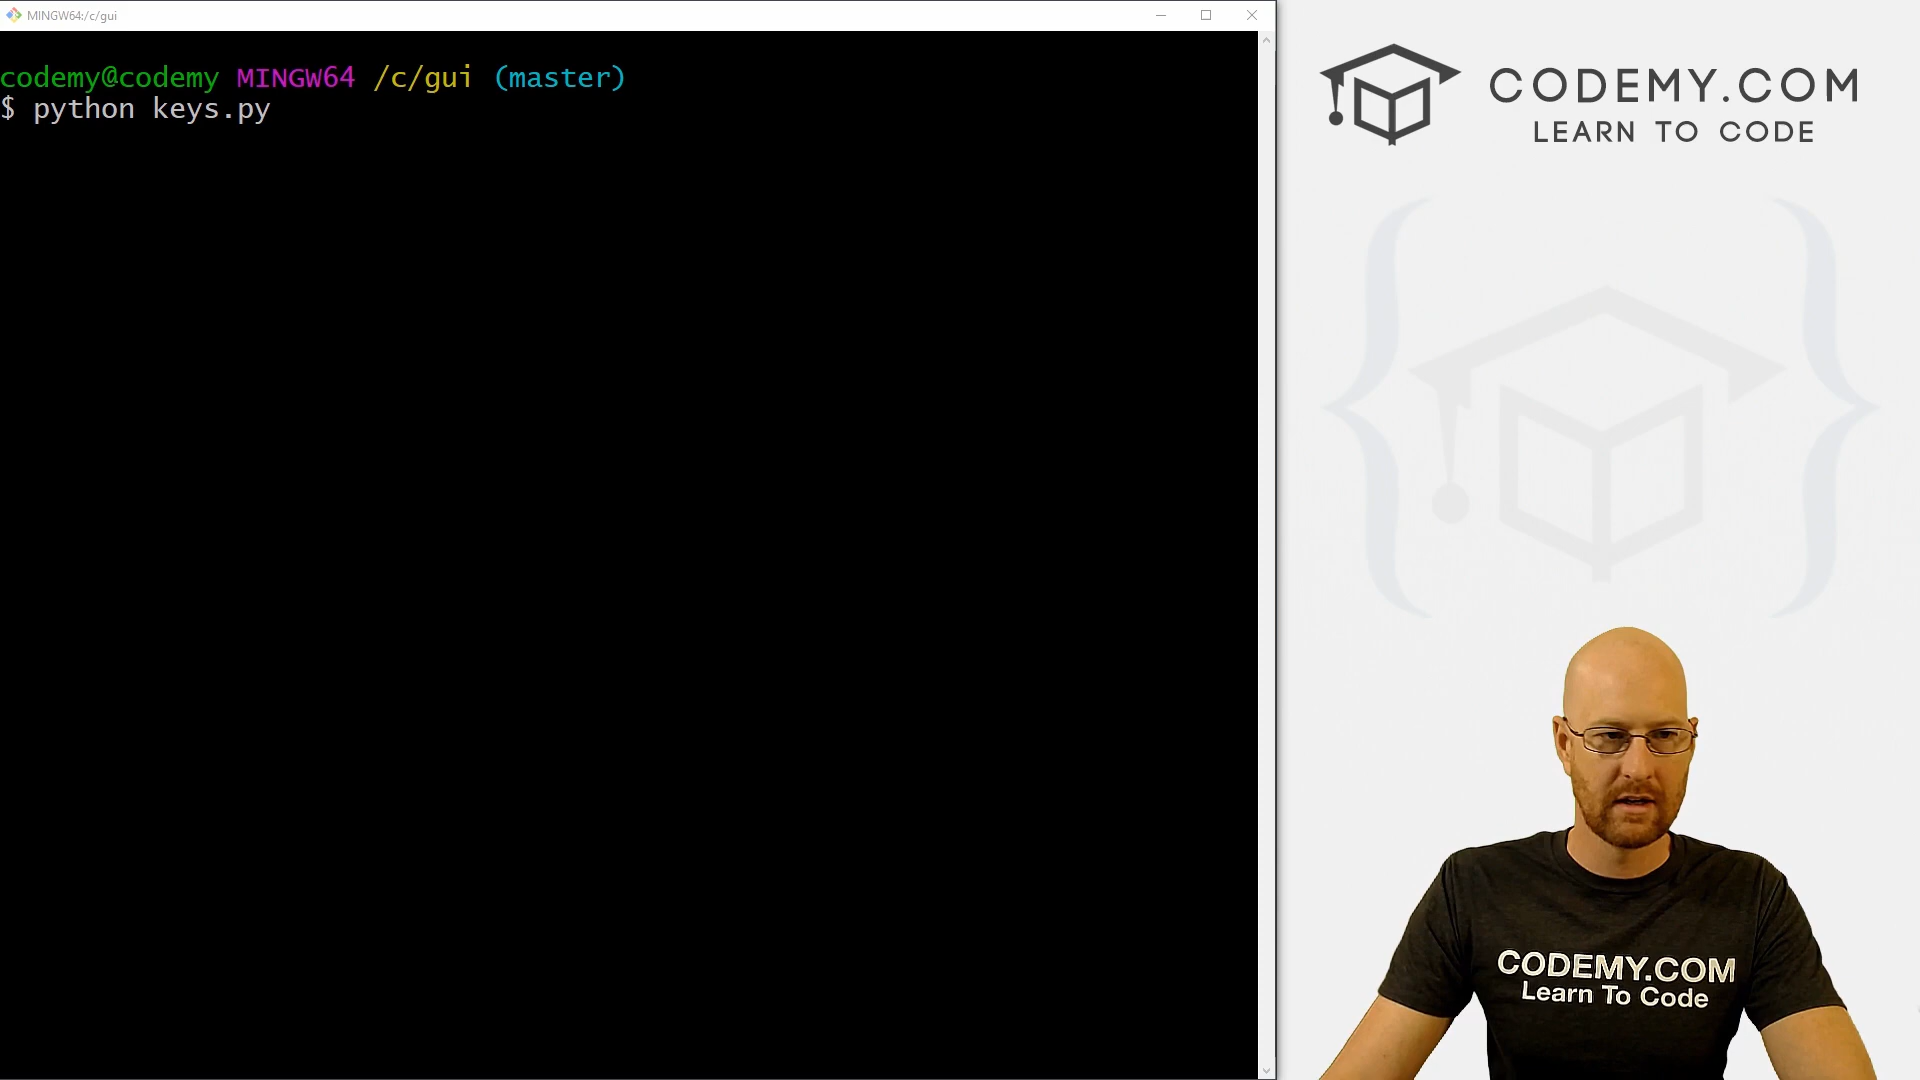 MINGW64:/c/gui
codemy@codemy MINGW64 /c/gui (master)
$ python keys.py
CODEMY.COM
LEARN TO CODE
CODEMY.COM
Learn To Code